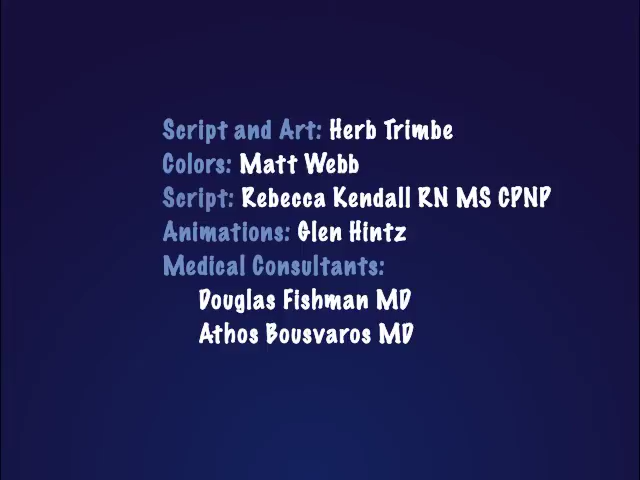 Script and Art: Herb Trimbe
Colors: Matt Webb
Script: Rebecca Kendall RN MS CPNP
Animations: Glen Hintz
Medical Consultants:
Douglas Fishman MD
Athos Bousvaros MD